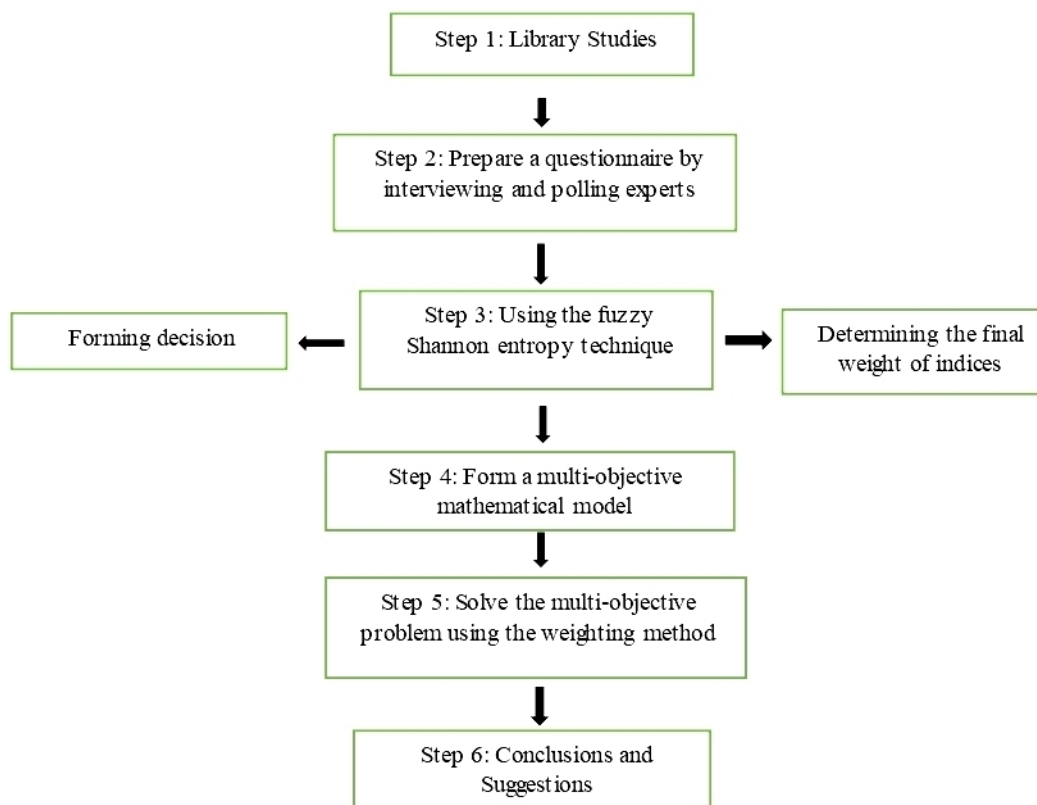 Step 1: Library Studies
Step 2: Prepare a questionnaire by
interviewing and polling experts
Step 3: Using the fuzzy
Shannon entropy technique
Forming decision
Determining the final
weight of indices
Step 4: Form a multi-objective
mathematical model
Step 5: Solve the multi-objective
problem using the weighting method
Step 6: Conclusions and
Suggestions